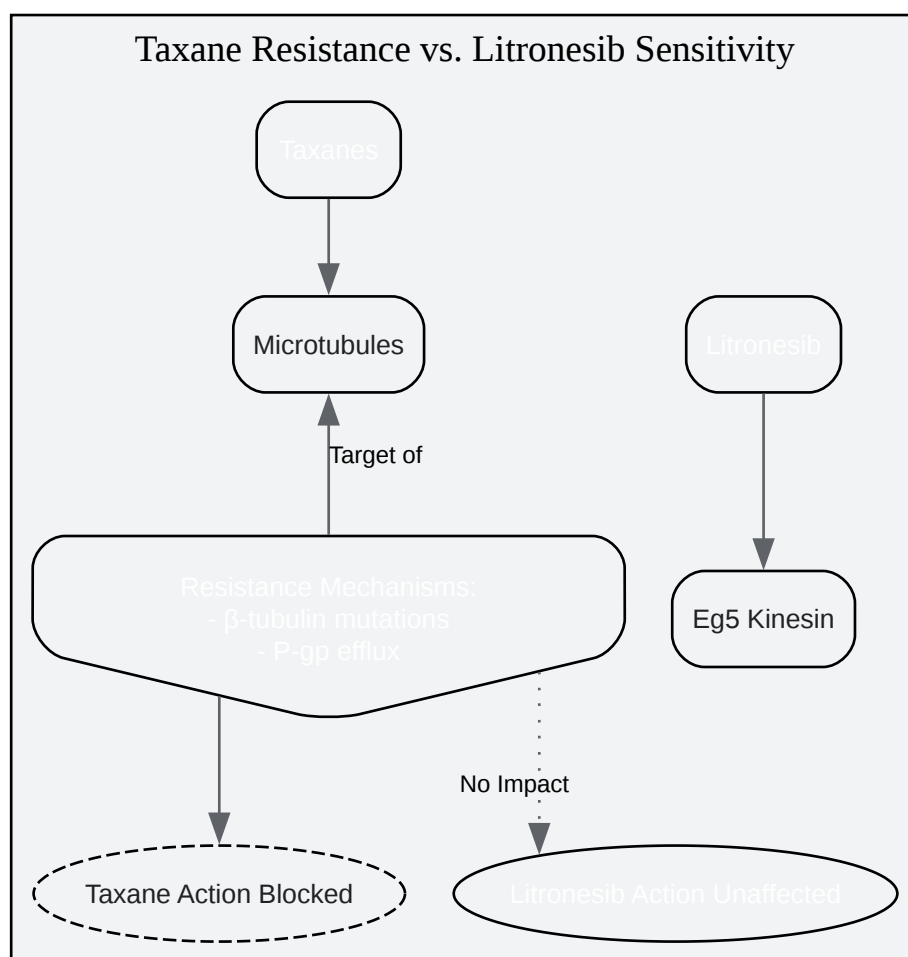 Taxane Resistance vs. Litronesib Sensitivity
Taxanes
Microtubules
Litronesib
Target of
Resistance Mechanisms:
- β-tubulin mutations
- P-gp efflux
Eg5 Kinesin
No Impact
Taxane Action Blocked
Litronesib Action Unaffected